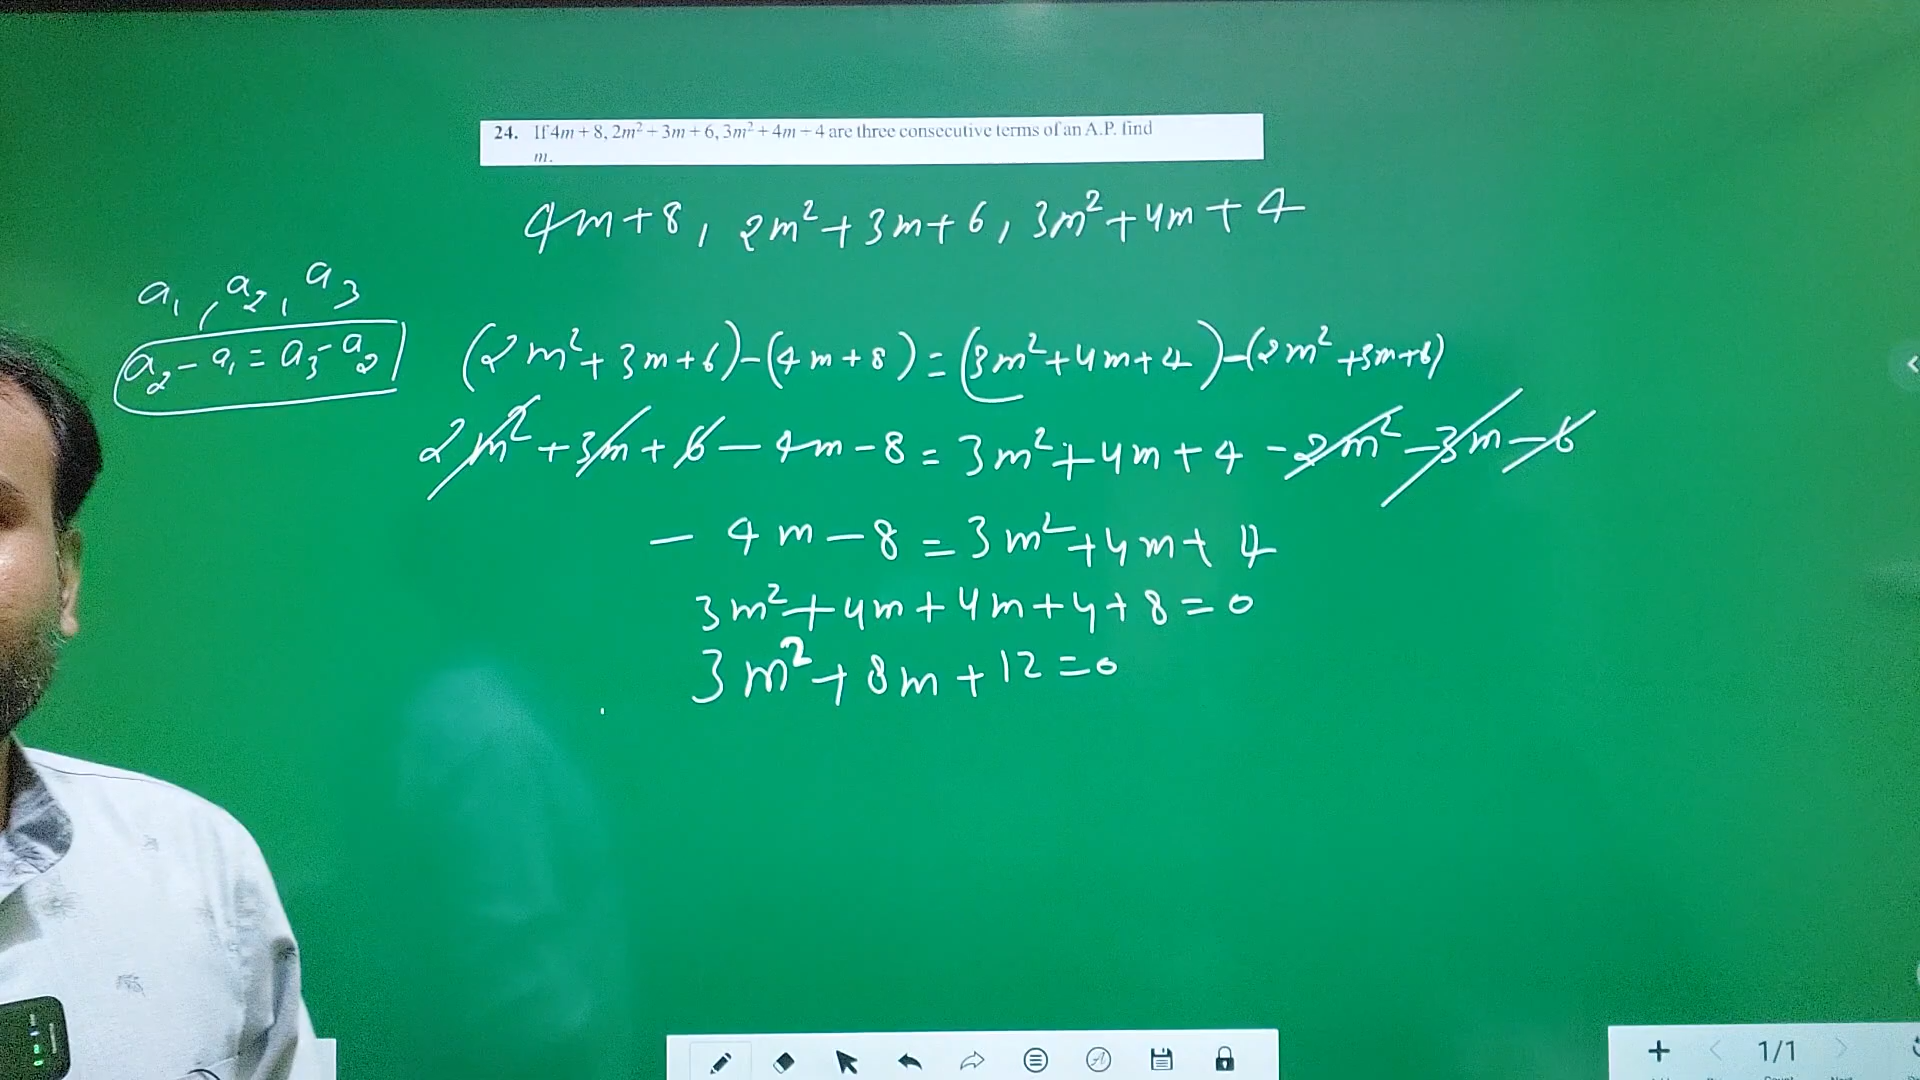 24. If 4m + 8, 2m² + 3m + 6, 3m² + 4m + 4 are three consecutive terms of an A.P. find
m.
4m+8, 2m²+3m+6, 3m²+4m+4
a₁, a₂, a₃
a₂-a₁=a₃-a₂
(2m²+3m+6)-(4m+8)=(3m²+4m+4)-(2m²+3m+6)
2m²+3m+6-4m-8=3m²+4m+4-2m²-3m-6
-4m-8=3m²+4m+4
3m²+4m+4m+4+8=0
3m²+8m+12=0
1/1